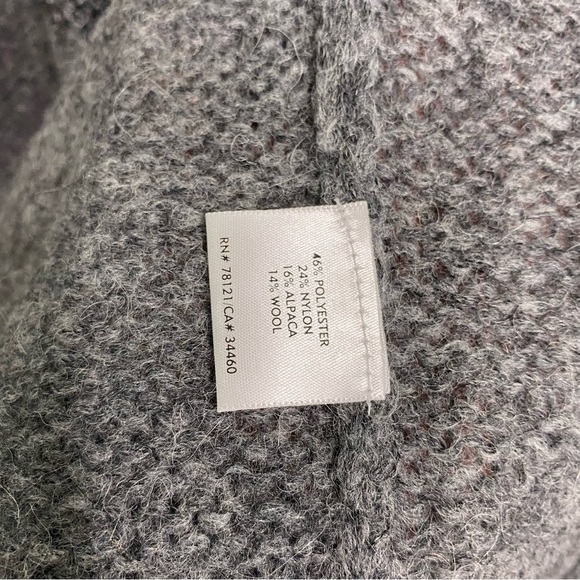 46% POLYESTER
24% NYLON
16% ALPACA
14% WOOL
RN# 78121/CA# 34460